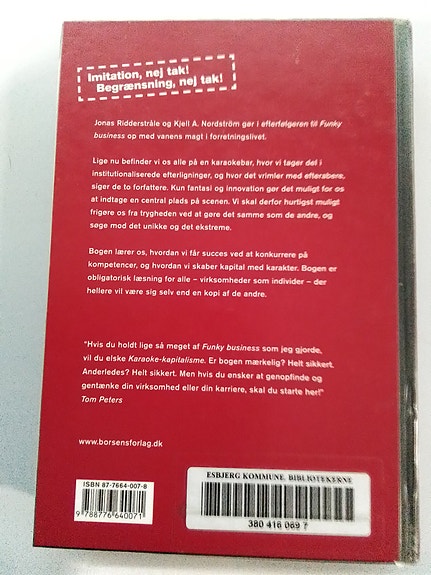 Imitation, nej tak!
Begrænsning, nej tak!
Jonas Ridderstråle og Kjell A. Nordström gør i efterfølgeren til Funky
business op med vanens magt i forretningslivet.
Lige nu befinder vi os alle på en karaokebar, hvor vi tager del i
institutionaliserede efterligninger, og hvor det vrimler med efterabere,
siger de to forfattere. Kun fantasi og innovation gør det muligt for os
at indtage en central plads på scenen. Vi skal derfor hurtigst muligt
frigøre os fra trygheden ved at gøre det samme som de andre, og
søge mod det unikke og det ekstreme.
Bogen lærer os, hvordan vi får succes ved at konkurrere på
kompetencer, og hvordan vi skaber kapital med karakter. Bogen er
obligatorisk læsning for alle – virksomheder som individer – der
hellere vil være sig selv end en kopi af de andre.
"Hvis du holdt lige så meget af Funky business som jeg gjorde,
vil du elske Karaoke-kapitalisme. Er bogen mærkelig? Helt sikkert.
Anderledes? Helt sikkert. Men hvis du ønsker at genopfinde og
gentænke din virksomhed eller din karriere, skal du starte her!"
Tom Peters
www.borsensforlag.dk
ISBN 87-7664-007-8
9 788776 640071
ESBJERG KOMMUNE. BIBLIOTEKERNE
380 416 069 7